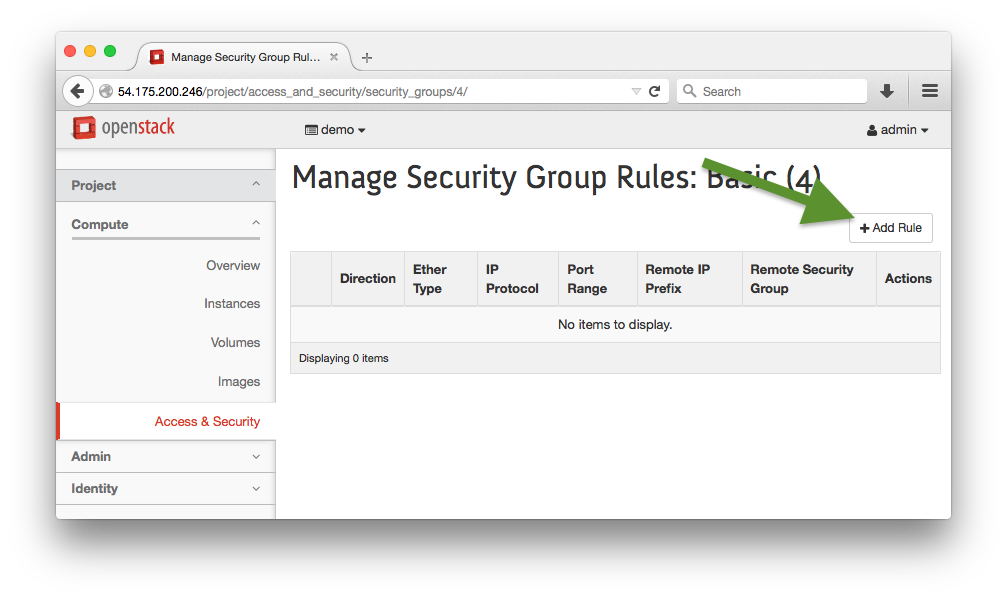 Manage Security Group Rul...
54.175.200.246/project/access_and_security/security_groups/4/
Search
openstack
demo
admin
Project
Compute
Overview
Instances
Volumes
Images
Access & Security
Admin
Identity
Manage Security Group Rules: Basic (4)
Add Rule
Direction
Ether
Type
IP
Protocol
Port
Range
Remote IP
Prefix
Remote Security
Group
Actions
No items to display.
Displaying 0 items